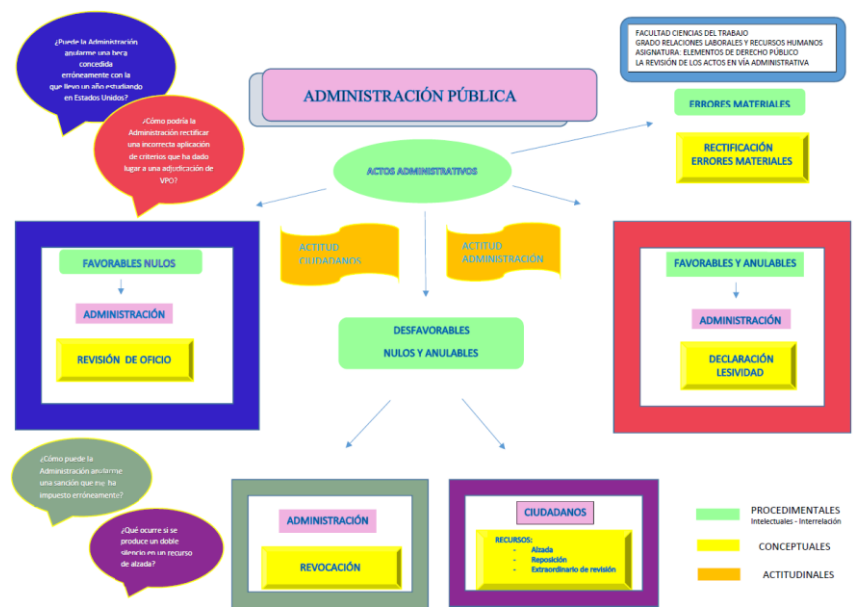 ¿Puede la Administración
anularme una beca
concedida
erróneamente con la
que llevo un año estudiando
en Estados Unidos?
FACULTAD CIENCIAS DEL TRABAJO
GRADO RELACIONES LABORALES Y RECURSOS HUMANOS
ASIGNATURA: ELEMENTOS DE DERECHO PÚBLICO
LA REVISIÓN DE LOS ACTOS EN VÍA ADMINISTRATIVA
ADMINISTRACIÓN PÚBLICA
¿Cómo podría la
Administración rectificar
una incorrecta aplicación
de criterios que ha dado
lugar a una adjudicación de
VPO?
ERRORES MATERIALES
RECTIFICACIÓN
ERRORES MATERIALES
ACTOS ADMINISTRATIVOS
ACTITUD
CIUDADANOS
ACTITUD
ADMINISTRACIÓN
FAVORABLES NULOS
ADMINISTRACIÓN
REVISIÓN DE OFICIO
FAVORABLES Y ANULABLES
ADMINISTRACIÓN
DECLARACIÓN
LESIVIDAD
DESFAVORABLES
NULOS Y ANULABLES
¿Cómo puede la
Administración anularme
una sanción que me ha
impuesto erróneamente?
¿Qué ocurre si se
produce un doble
silencio en un recurso
de alzada?
ADMINISTRACIÓN
REVOCACIÓN
CIUDADANOS
RECURSOS:
- Alzada
- Reposición
- Extraordinario de revisión
PROCEDIMENTALES
Intelectuales - Interrelación
CONCEPTUALES
ACTITUDINALES